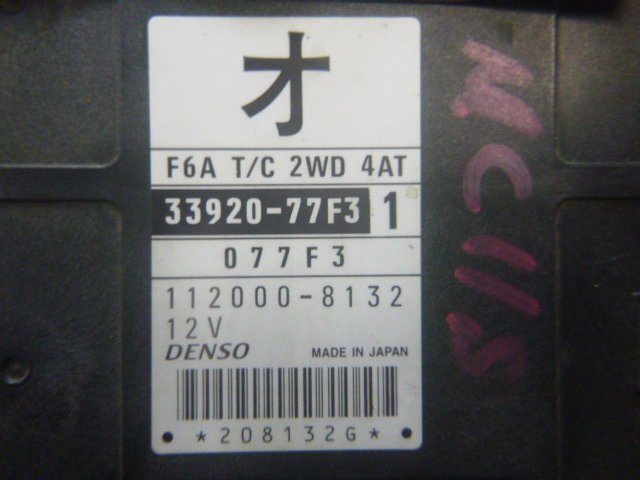 オ
F6A T/C 2WD 4AT
33920-77F3 1
077F3
112000-8132
12V
DENSO MADE IN JAPAN
*208132G*
MC11S